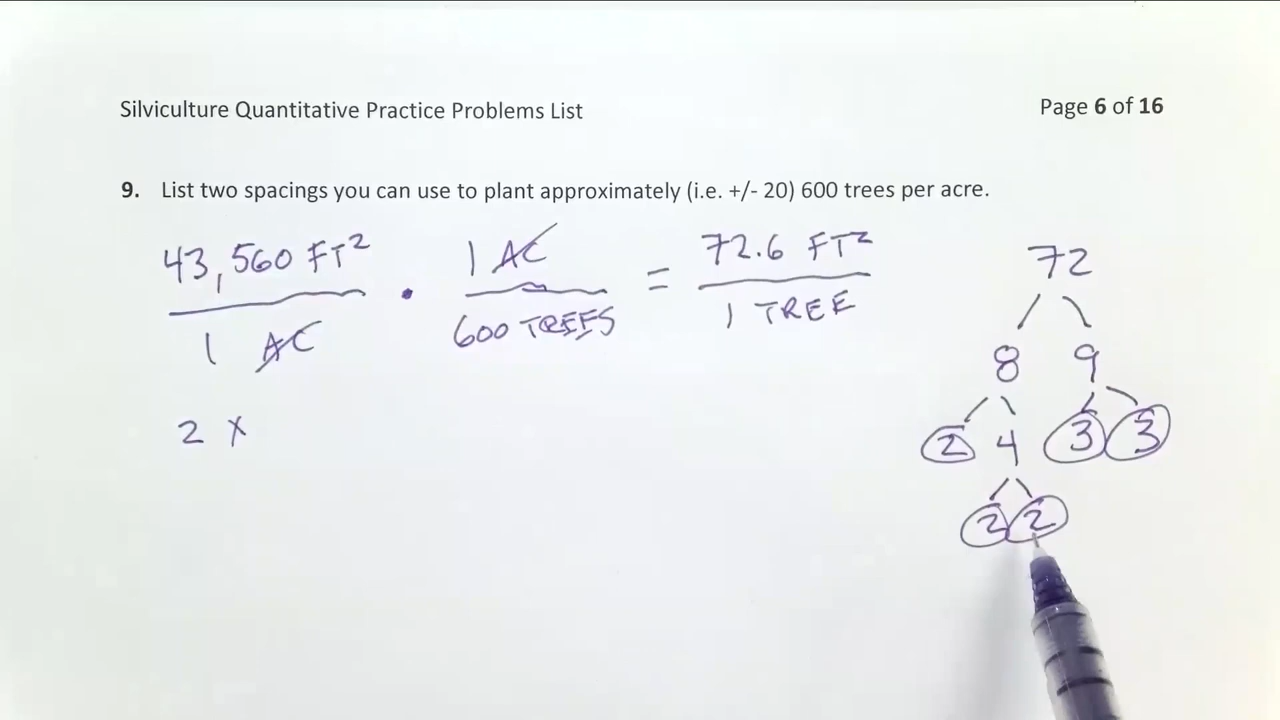 Silviculture Quantitative Practice Problems List
Page 6 of 16
9. List two spacings you can use to plant approximately (i.e. +/- 20) 600 trees per acre.
43,560 FT²
1 AC
·
1 AC
600 TREES
=
72.6 FT²
1 TREE
2 X
72
8 9
2 4 3 3
2 2